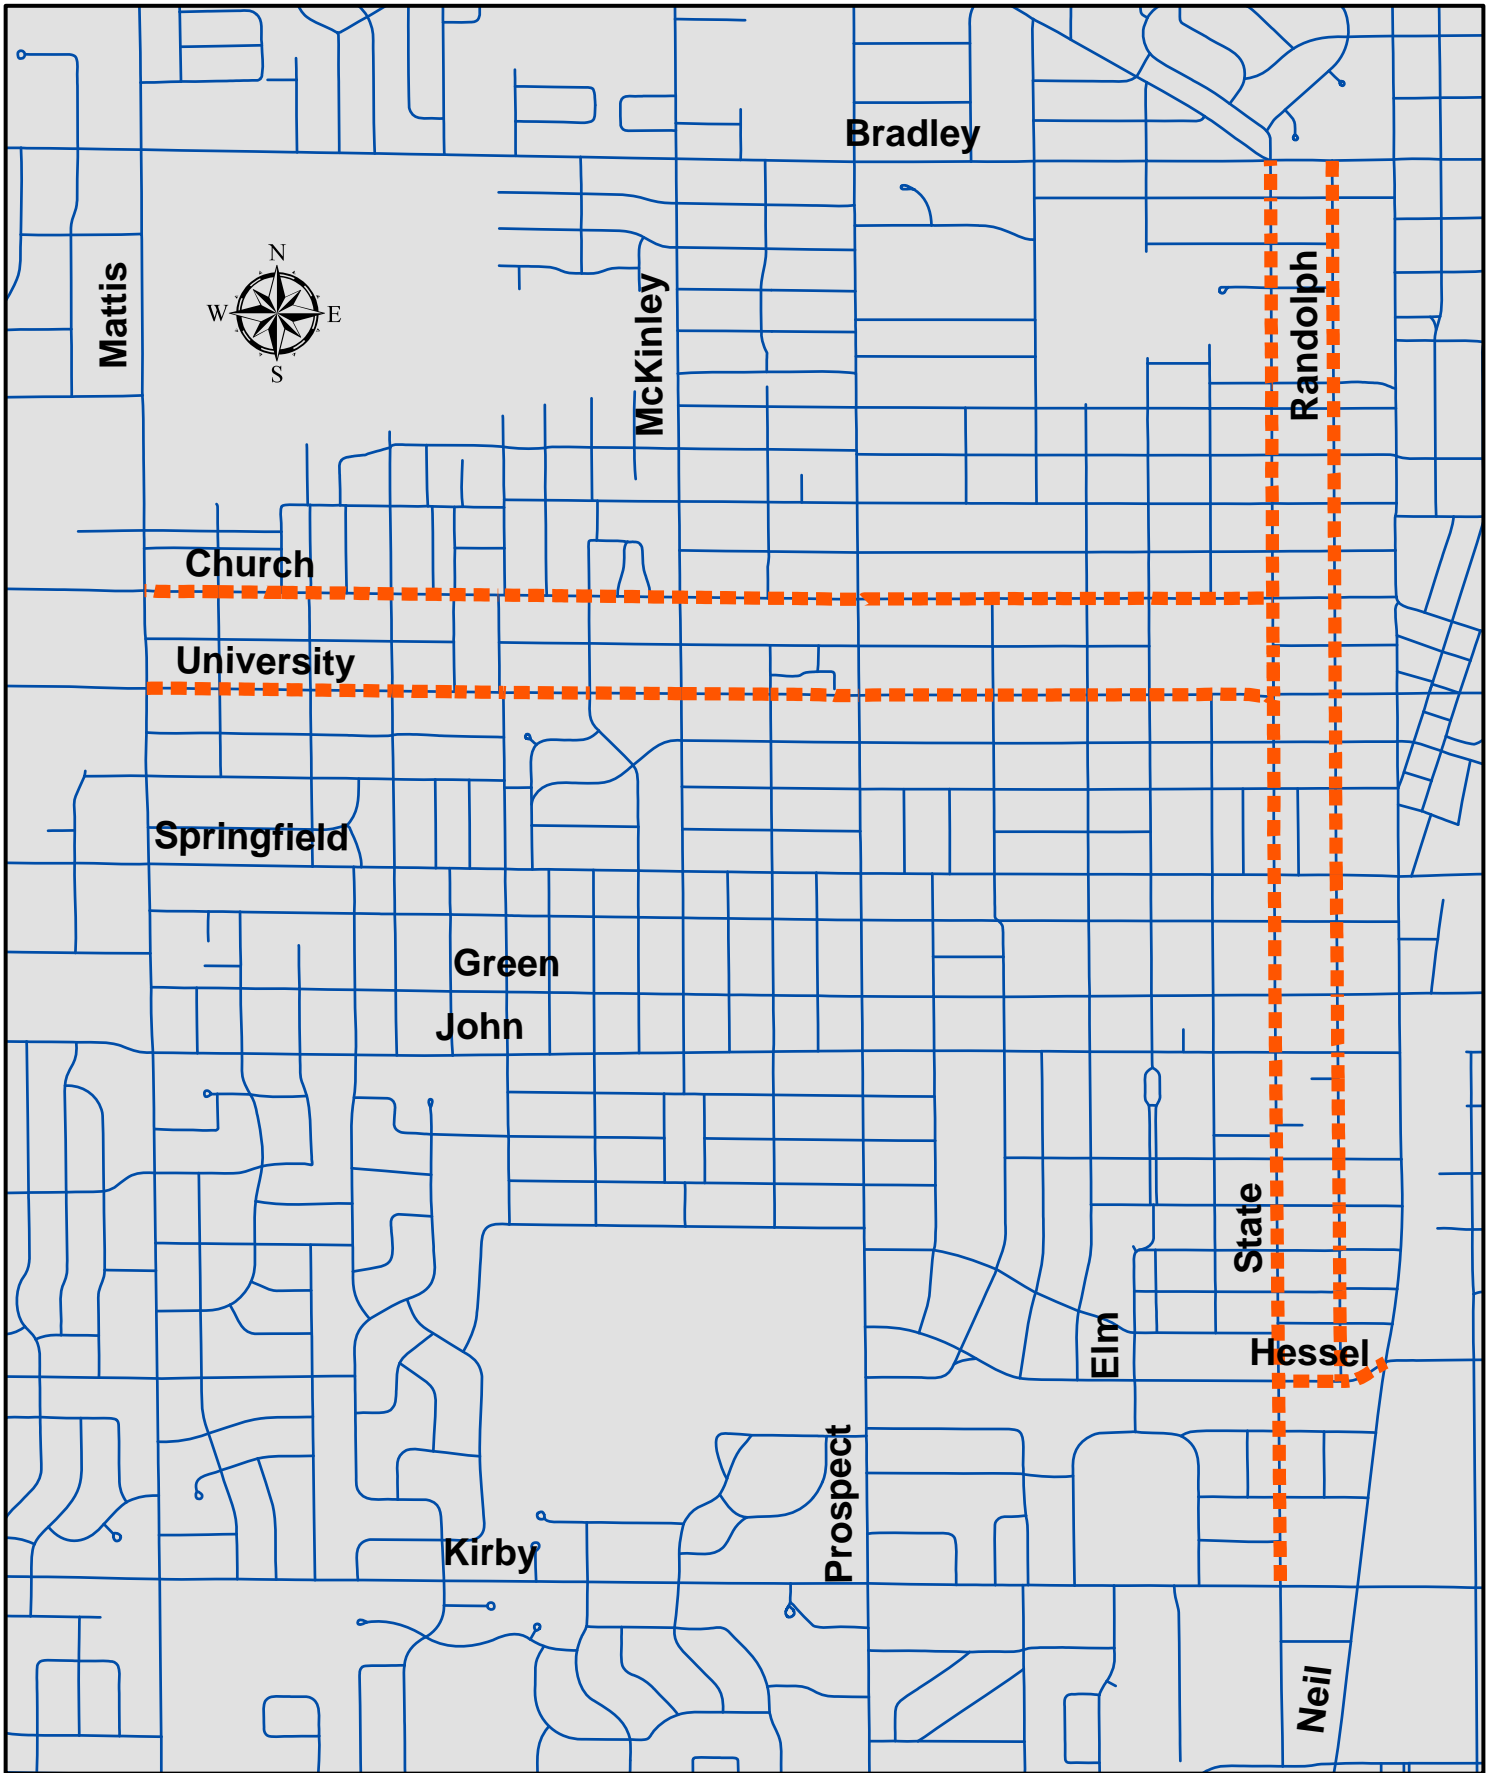 Bradley
N
Mattis
W
E
S
McKinley
Randolph
Church
University
Springfield
Green
John
State
Elm
Hessel
Prospect
Kirby
Neil